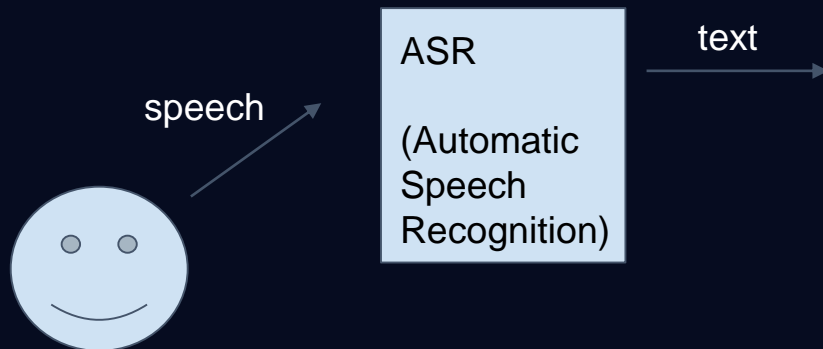 speech
ASR
(Automatic
Speech
Recognition)
text